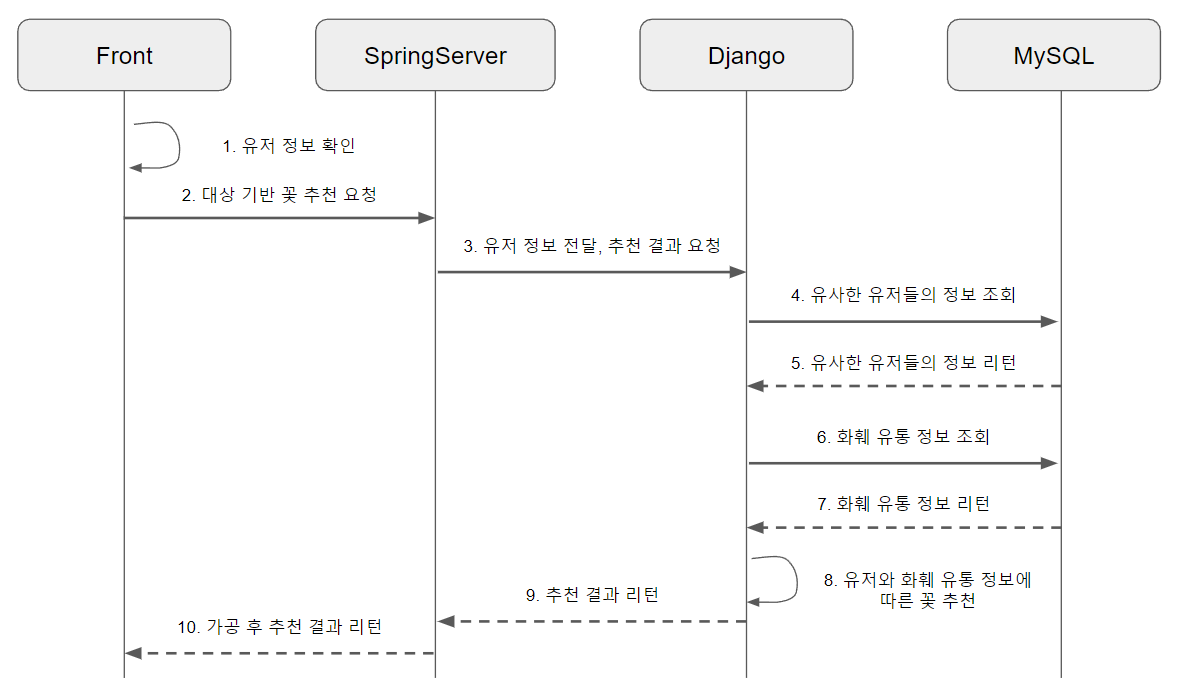 Front
SpringServer
Django
MySQL
1. 유저 정보 확인
2. 대상 기반 꽃 추천 요청
3. 유저 정보 전달, 추천 결과 요청
4. 유사한 유저들의 정보 조회
5. 유사한 유저들의 정보 리턴
6. 화훼 유통 정보 조회
7. 화훼 유통 정보 리턴
8. 유저와 화훼 유통 정보에
따른 꽃 추천
9. 추천 결과 리턴
10. 가공 후 추천 결과 리턴